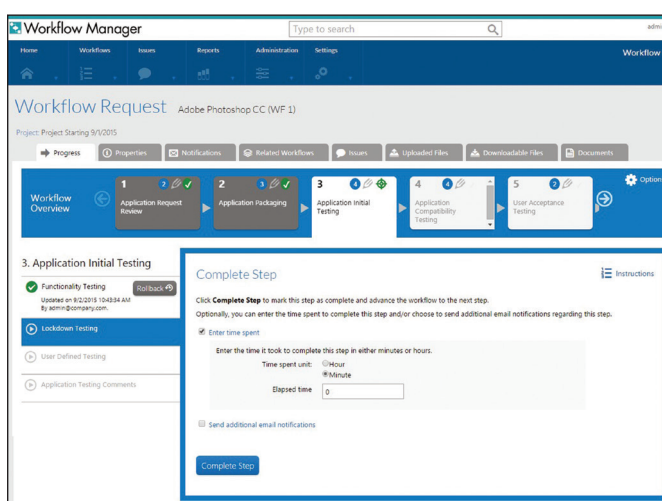 Workflow Manager
Type to search
admi
Home Workflows Issues Reports Administration Settings
Workflow
Workflow Request Adobe Photoshop CC (WF 1)
Project: Project Starting 9/1/2015
Progress Properties Notifications Related Workflows Issues Uploaded Files Downloadable Files Documents
Workflow Overview
1 2 Application Request Review
2 3 Application Packaging
3 4 Application Initial Testing
4 4 Application Compatibility Testing
5 2 User Acceptance Testing
Option
3. Application Initial Testing
Functionality Testing
Rollback
Updated on 9/2/2015 10:43:34 AM
By admin@company.com.
Lockdown Testing
User Defined Testing
Application Testing Comments
Complete Step
Instructions
Click Complete Step to mark this step as complete and advance the workflow to the next step.
Optionally, you can enter the time spent to complete this step and/or choose to send additional email notifications regarding this step.
Enter time spent
Enter the time it took to complete this step in either minutes or hours.
Time spent unit: Hour
Minute
Elapsed time 0
Send additional email notifications
Complete Step